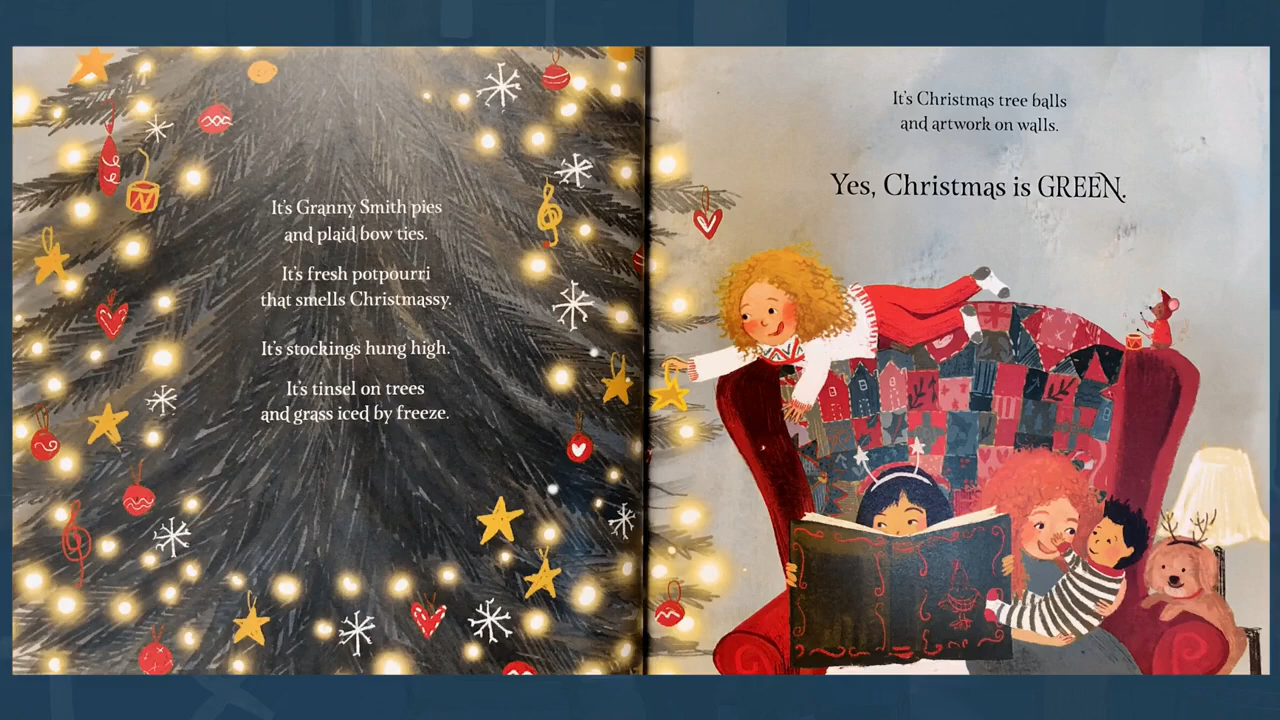 It's Granny Smith pies
and plaid bow ties.
It's fresh potpourri
that smells Christmassy.
It's stockings hung high.
It's tinsel on trees
and grass iced by freeze.
It's Christmas tree balls
and artwork on walls.
Yes, Christmas is GREEN.